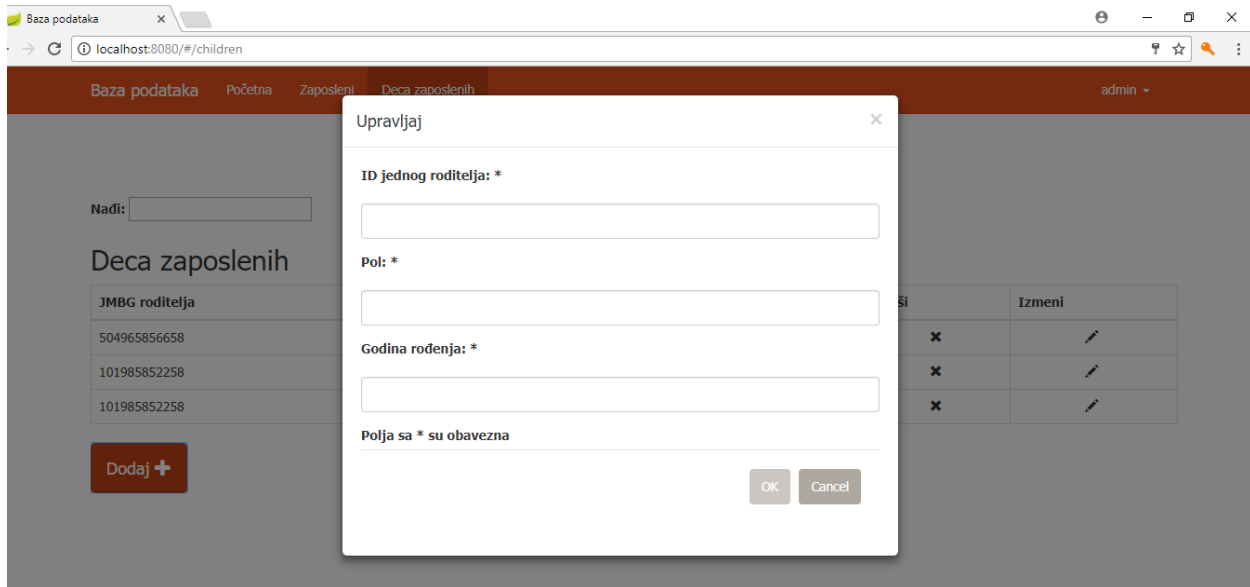 Baza podataka
localhost:8080/#/children
Baza podataka Početna Zaposleni Deca zaposlenih admin
Upravljaj ×
ID jednog roditelja: *
Nađi:
Pol: *
Deca zaposlenih
JMBG roditelja ši Izmeni
504965856658
Godina rođenja: *
101985852258
101985852258
Polja sa * su obavezna
Dodaj +
OK Cancel